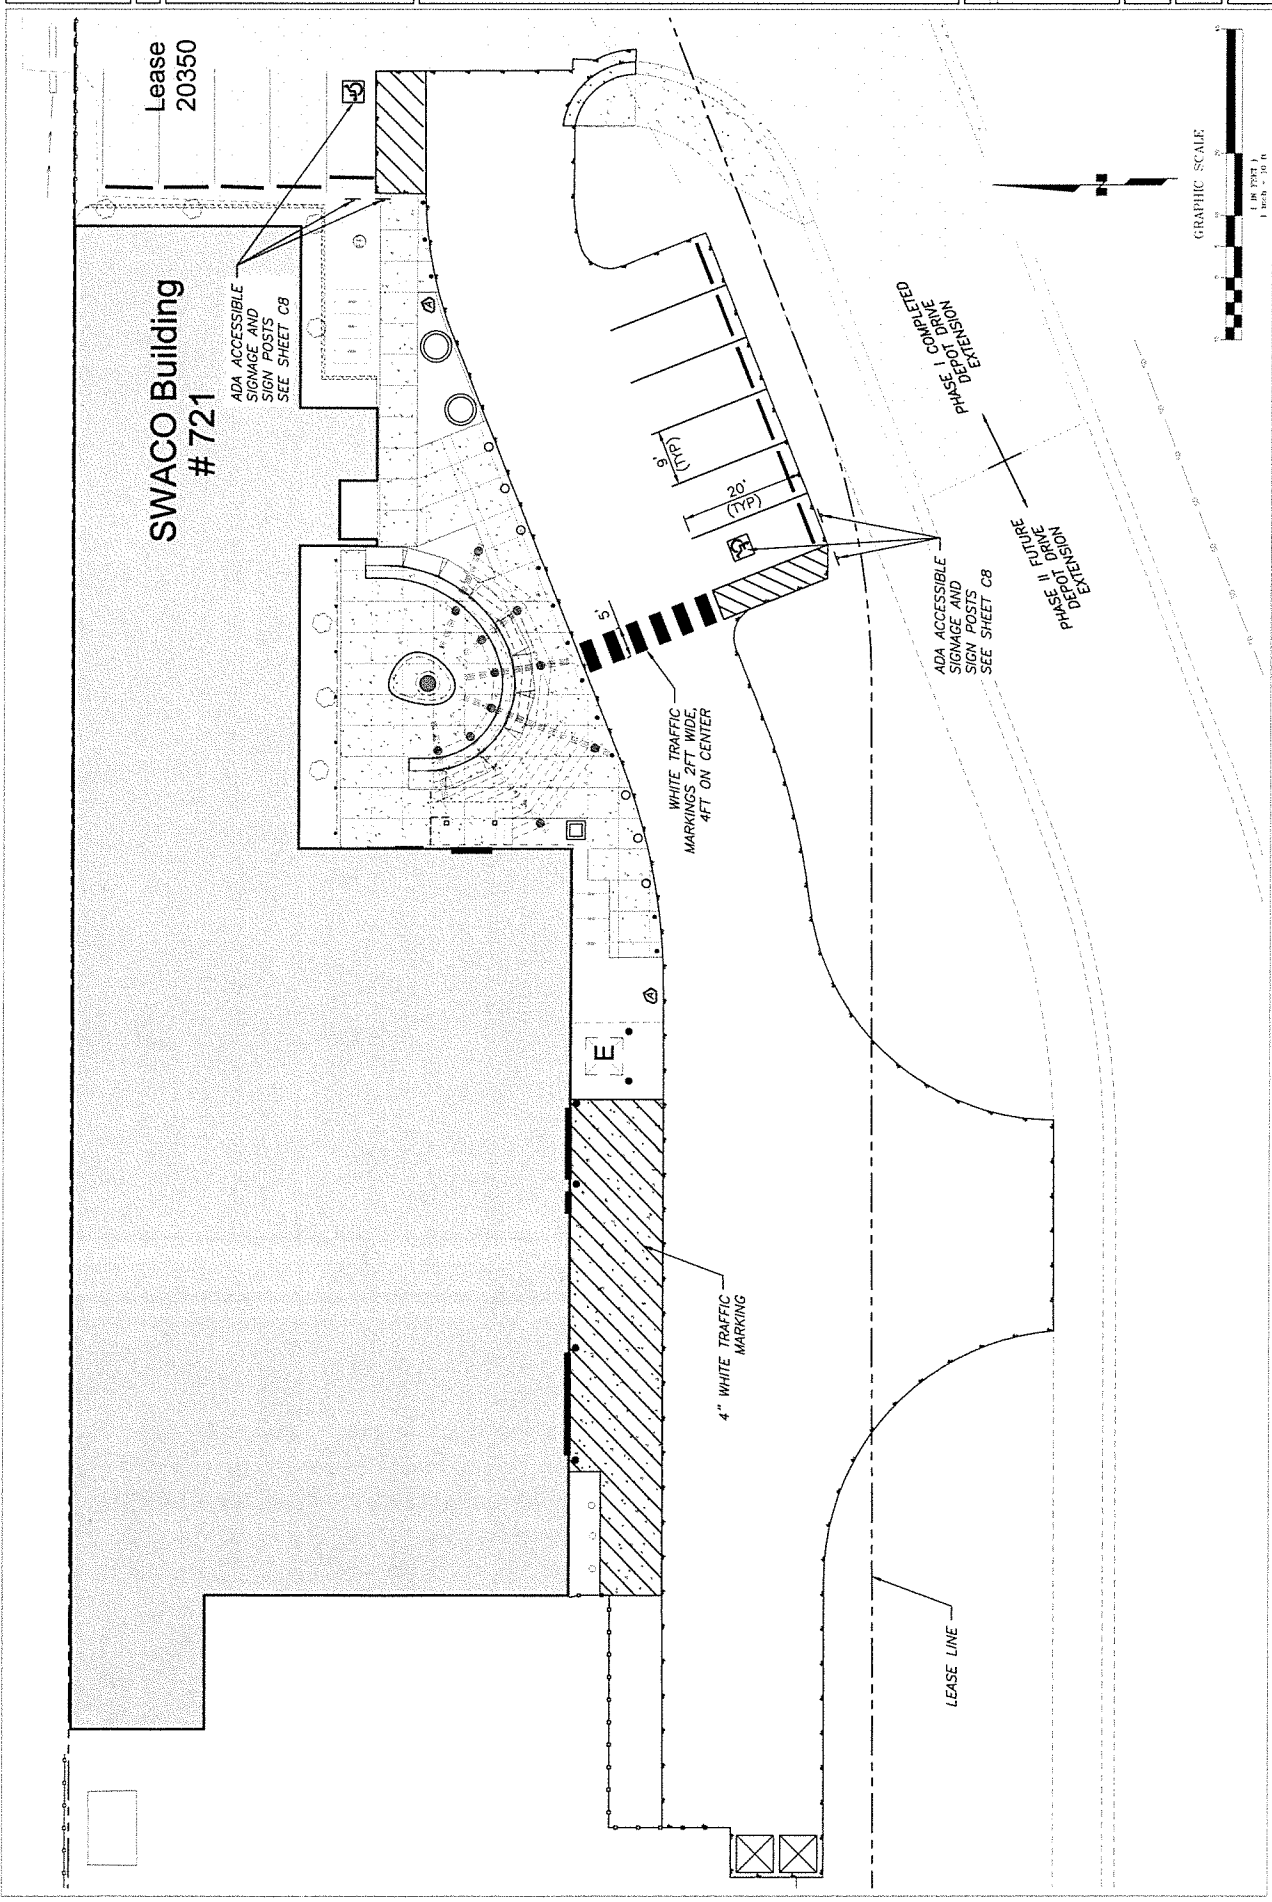 Lease
20350
SWACO Building
# 721
ADA ACCESSIBLE
SIGNAGE AND
SIGN POSTS
SEE SHEET C8
9'
(TYP)
20'
(TYP)
5'
WHITE TRAFFIC
MARKINGS 2FT WIDE,
4FT ON CENTER
ADA ACCESSIBLE
SIGNAGE AND
SIGN POSTS
SEE SHEET C8
PHASE I COMPLETED
DEPOT DRIVE
EXTENSION
PHASE II FUTURE
DEPOT DRIVE
EXTENSION
A
A
E
4" WHITE TRAFFIC
MARKING
LEASE LINE
N
GRAPHIC SCALE
( IN FEET )